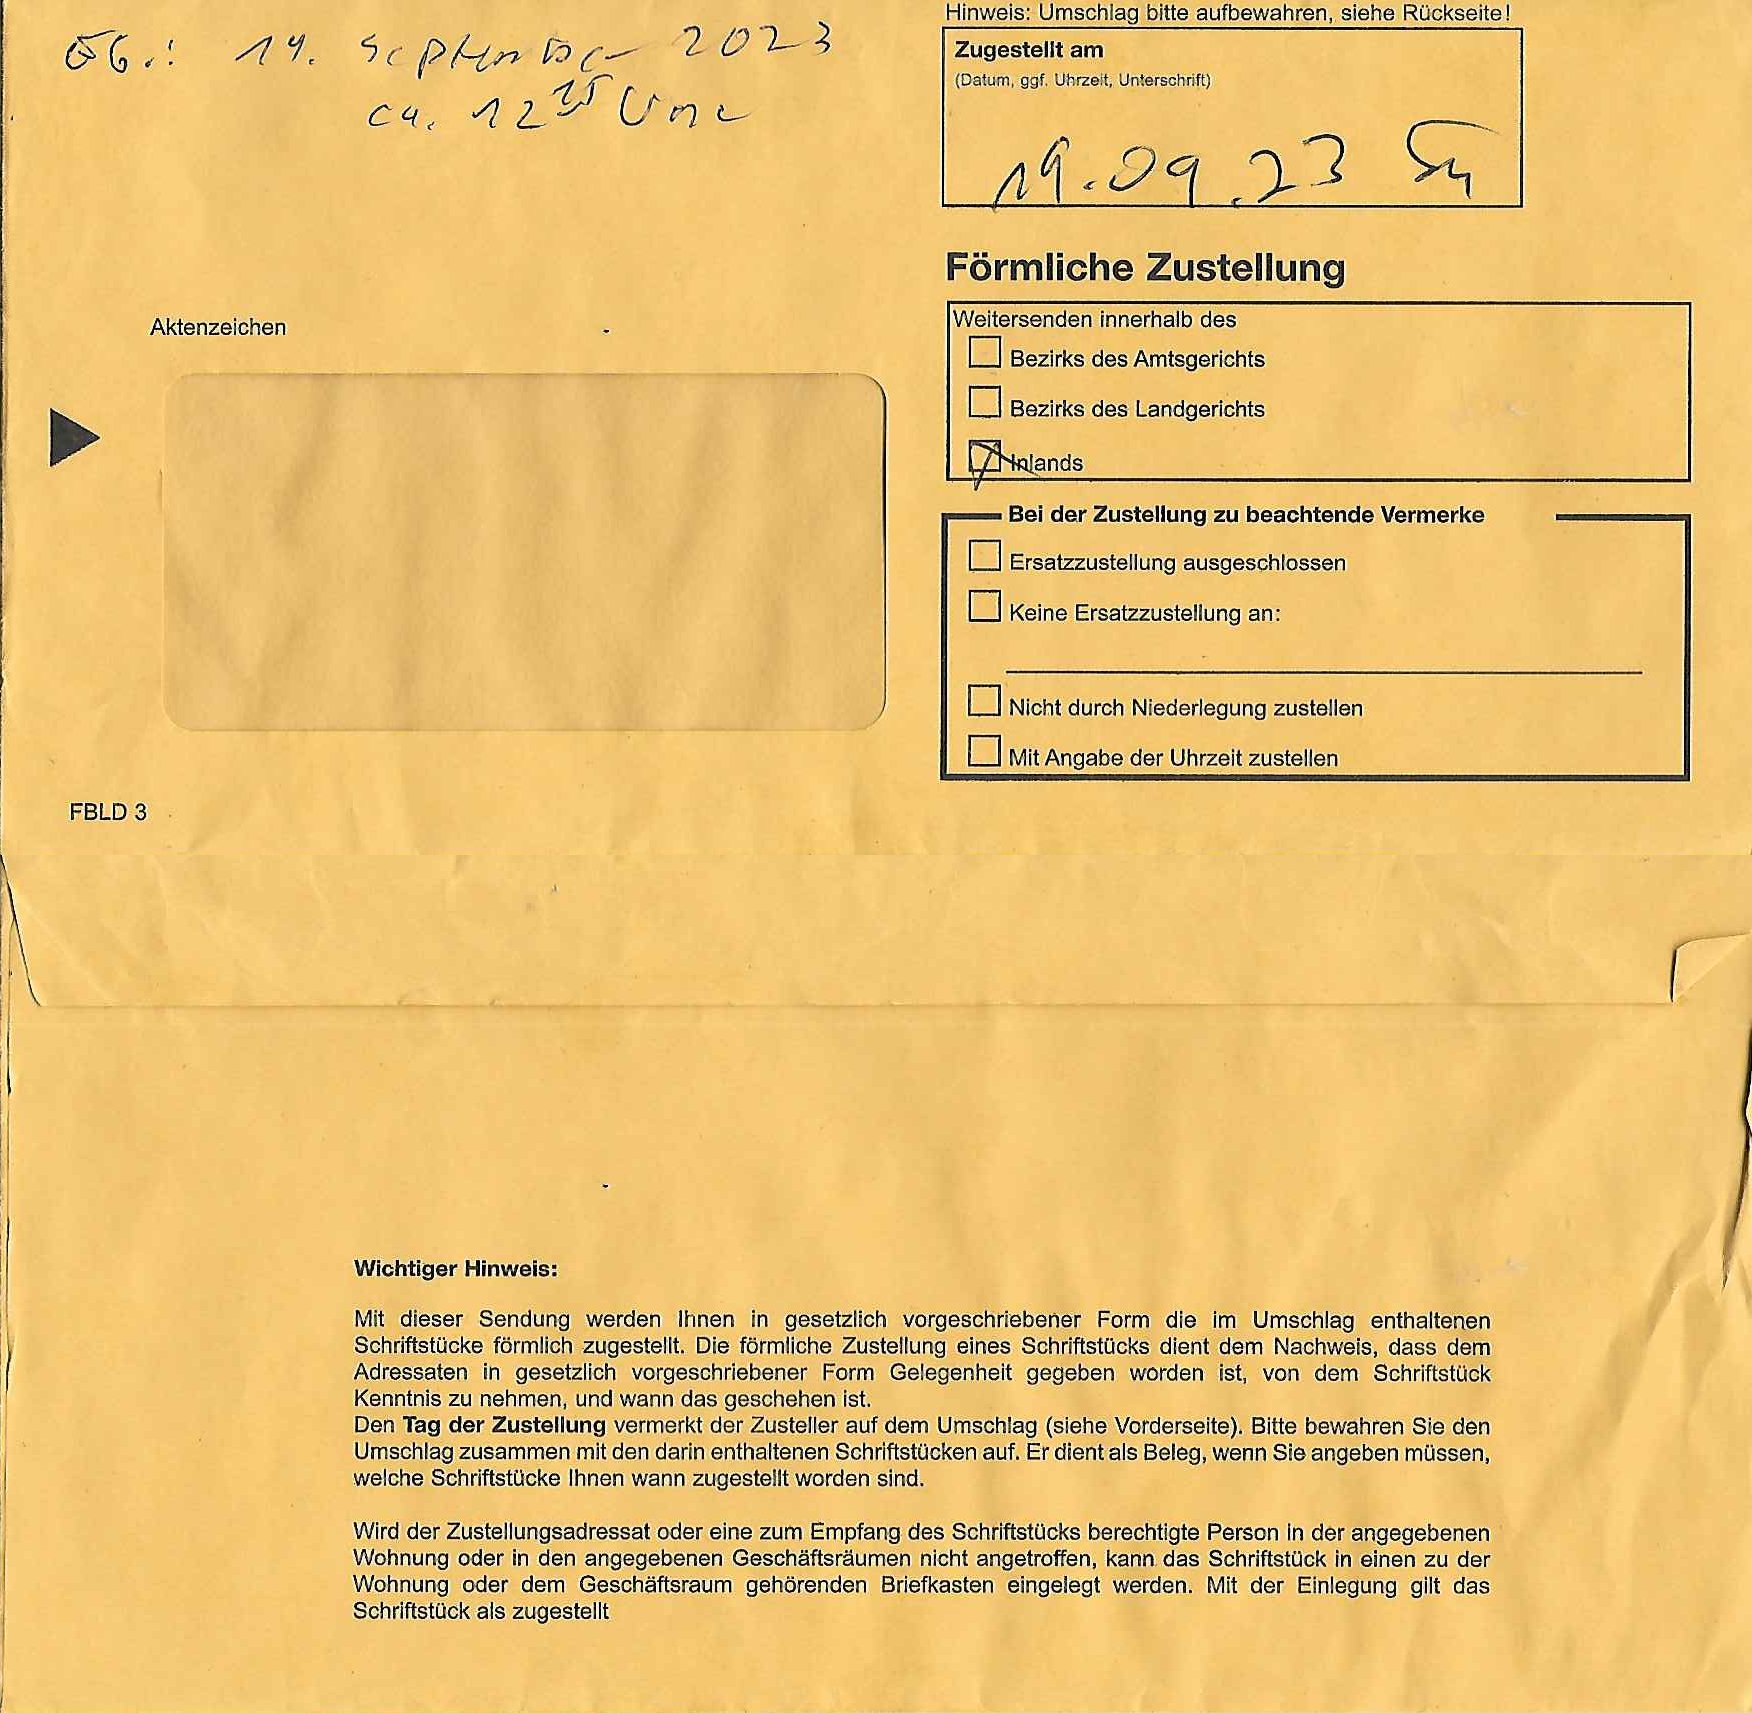 EG.: 19. September 2023
ca. 12 Uhr
Hinweis: Umschlag bitte aufbewahren, siehe Rückseite!
Zugestellt am
(Datum, ggf. Uhrzeit, Unterschrift)
19.09.23
Förmliche Zustellung
Aktenzeichen
Weitersenden innerhalb des
Bezirks des Amtsgerichts
Bezirks des Landgerichts
Inlands
Bei der Zustellung zu beachtende Vermerke
Ersatzzustellung ausgeschlossen
Keine Ersatzzustellung an:
Nicht durch Niederlegung zustellen
Mit Angabe der Uhrzeit zustellen
FBLD 3
Wichtiger Hinweis:
Mit dieser Sendung werden Ihnen in gesetzlich vorgeschriebener Form die im Umschlag enthaltenen
Schriftstücke förmlich zugestellt. Die förmliche Zustellung eines Schriftstücks dient dem Nachweis, dass dem
Adressaten in gesetzlich vorgeschriebener Form Gelegenheit gegeben worden ist, von dem Schriftstück
Kenntnis zu nehmen, und wann das geschehen ist.
Den Tag der Zustellung vermerkt der Zusteller auf dem Umschlag (siehe Vorderseite). Bitte bewahren Sie den
Umschlag zusammen mit den darin enthaltenen Schriftstücken auf. Er dient als Beleg, wenn Sie angeben müssen,
welche Schriftstücke Ihnen wann zugestellt worden sind.
Wird der Zustellungsadressat oder eine zum Empfang des Schriftstücks berechtigte Person in der angegebenen
Wohnung oder in den angegebenen Geschäftsräumen nicht angetroffen, kann das Schriftstück in einen zu der
Wohnung oder dem Geschäftsraum gehörenden Briefkasten eingelegt werden. Mit der Einlegung gilt das
Schriftstück als zugestellt